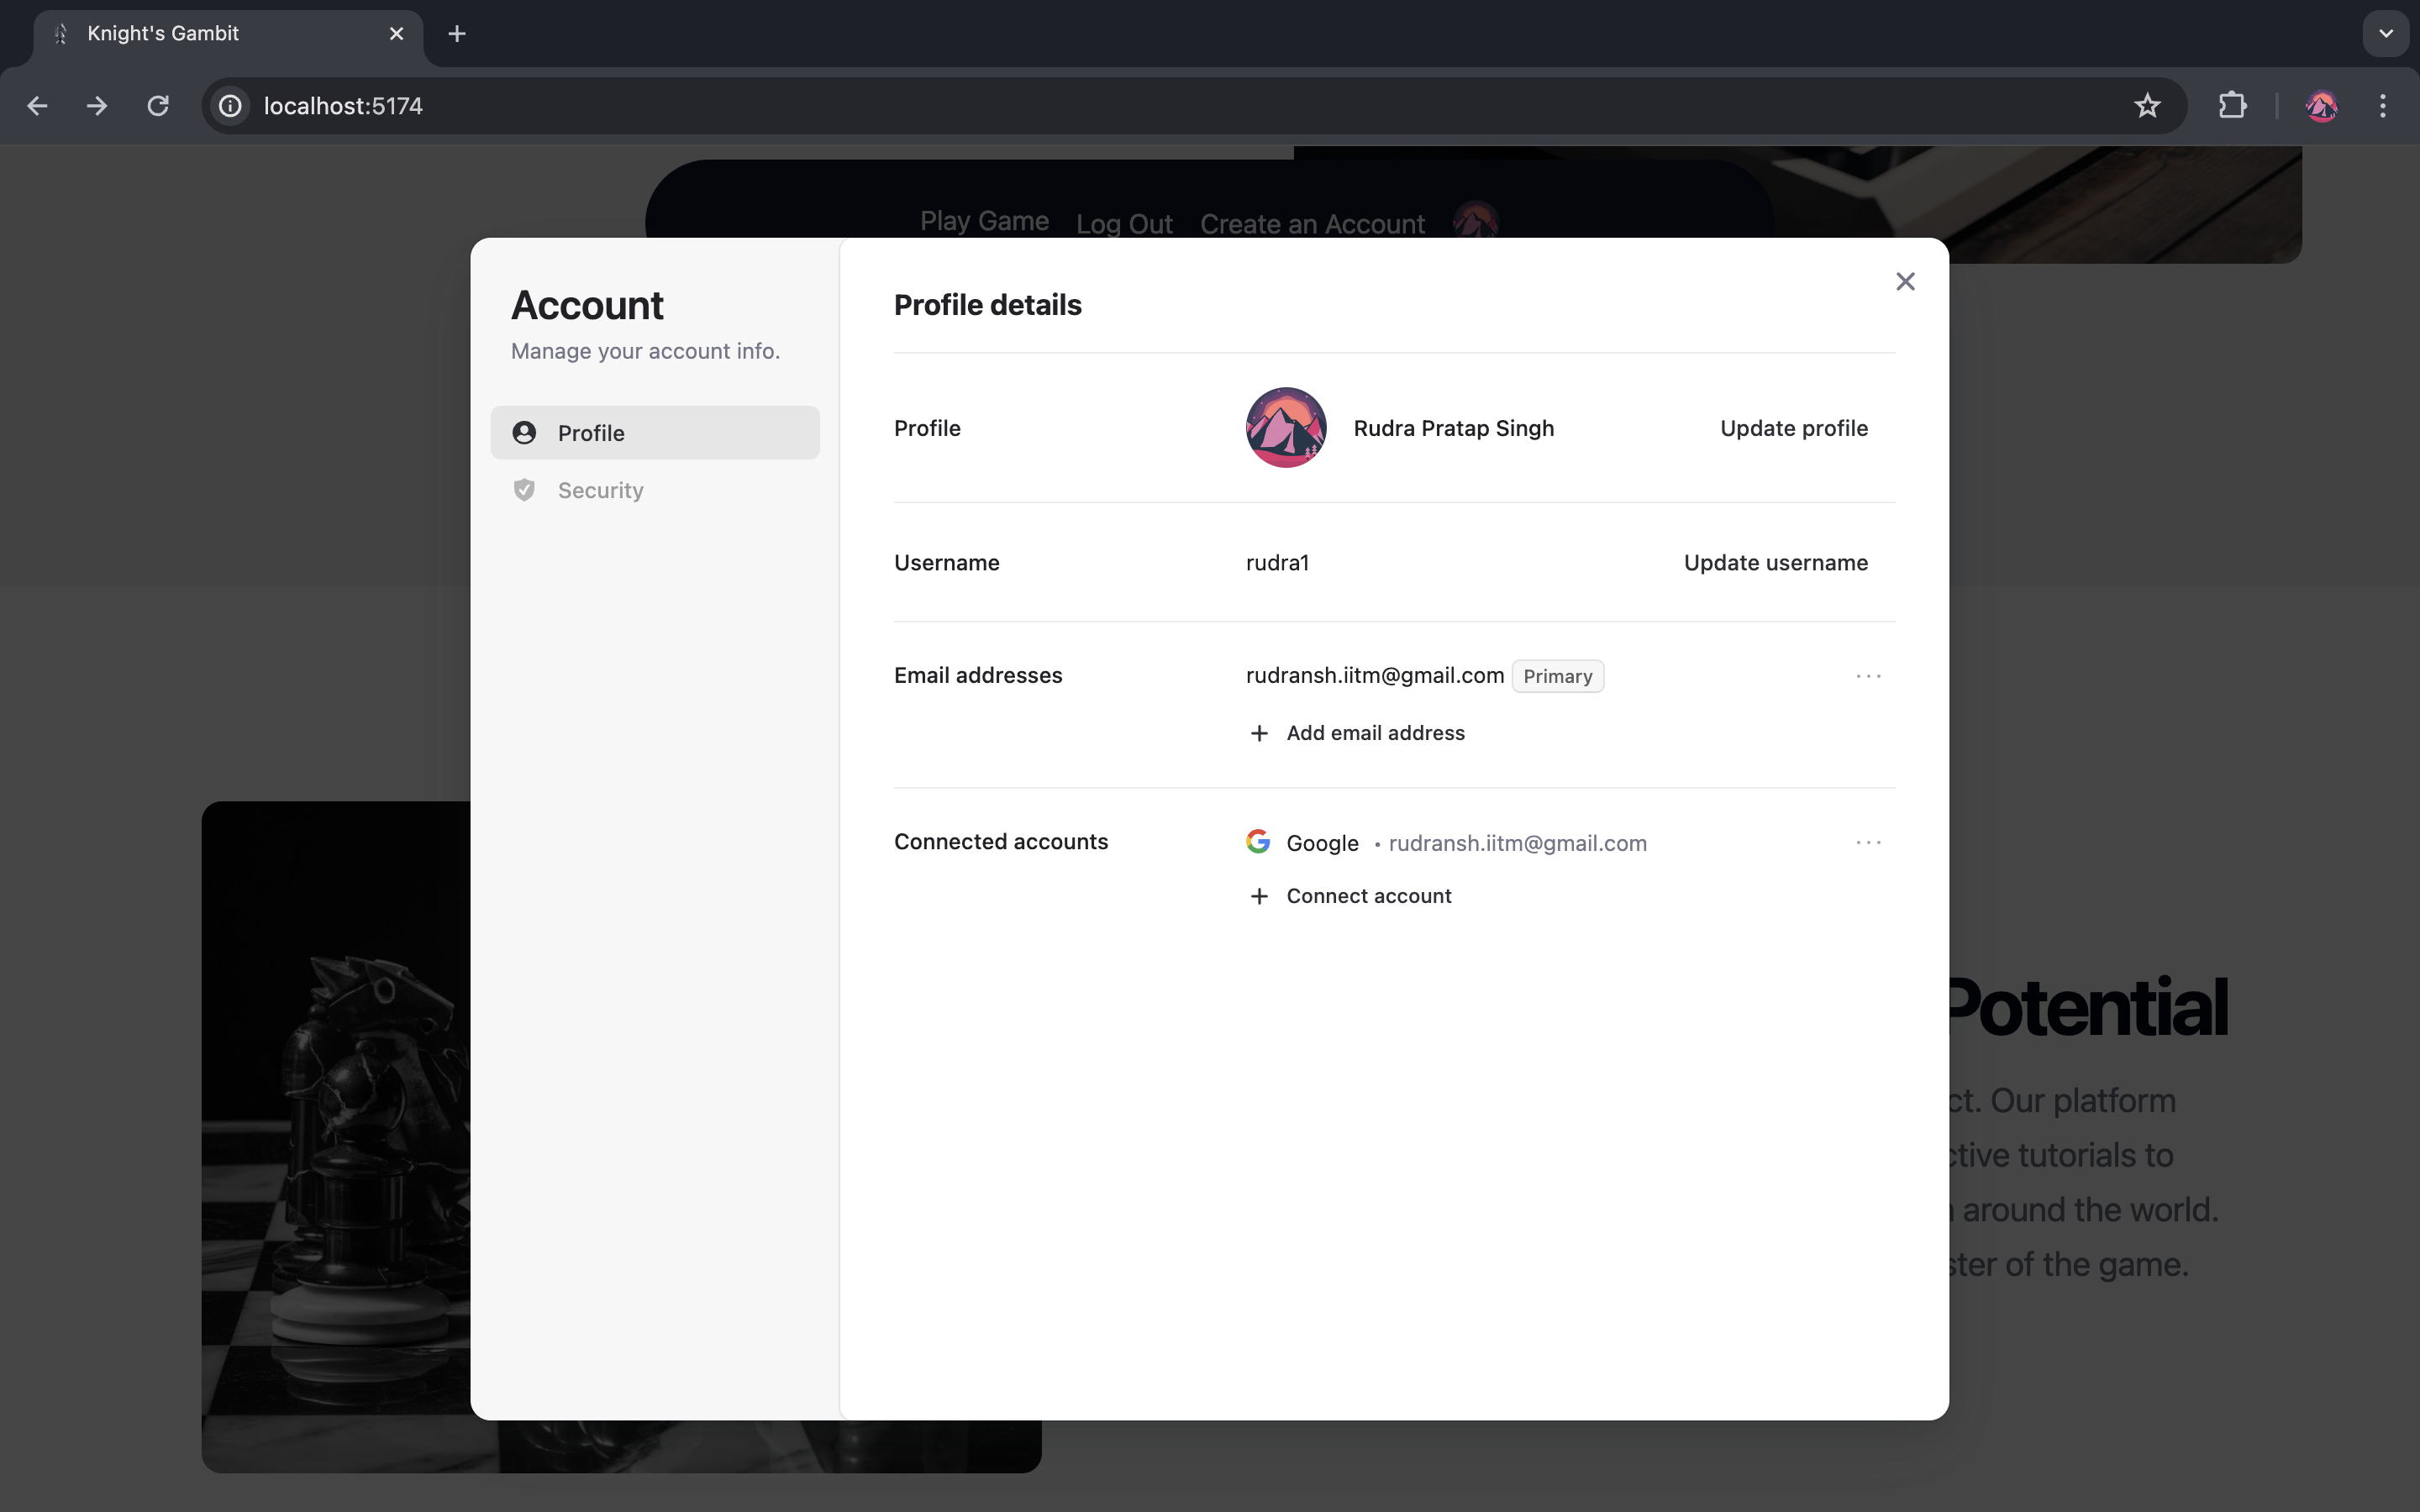 Knight's Gambit
localhost:5174
Play Game Log Out Create an Account
Account
Manage your account info.
Profile
Security
Profile details
Profile Rudra Pratap Singh Update profile
Username rudra1 Update username
Email addresses rudransh.iitm@gmail.com Primary
Add email address
Connected accounts Google • rudransh.iitm@gmail.com
Connect account
Potential
Our platform
tutorials to
around the world.
of the game.